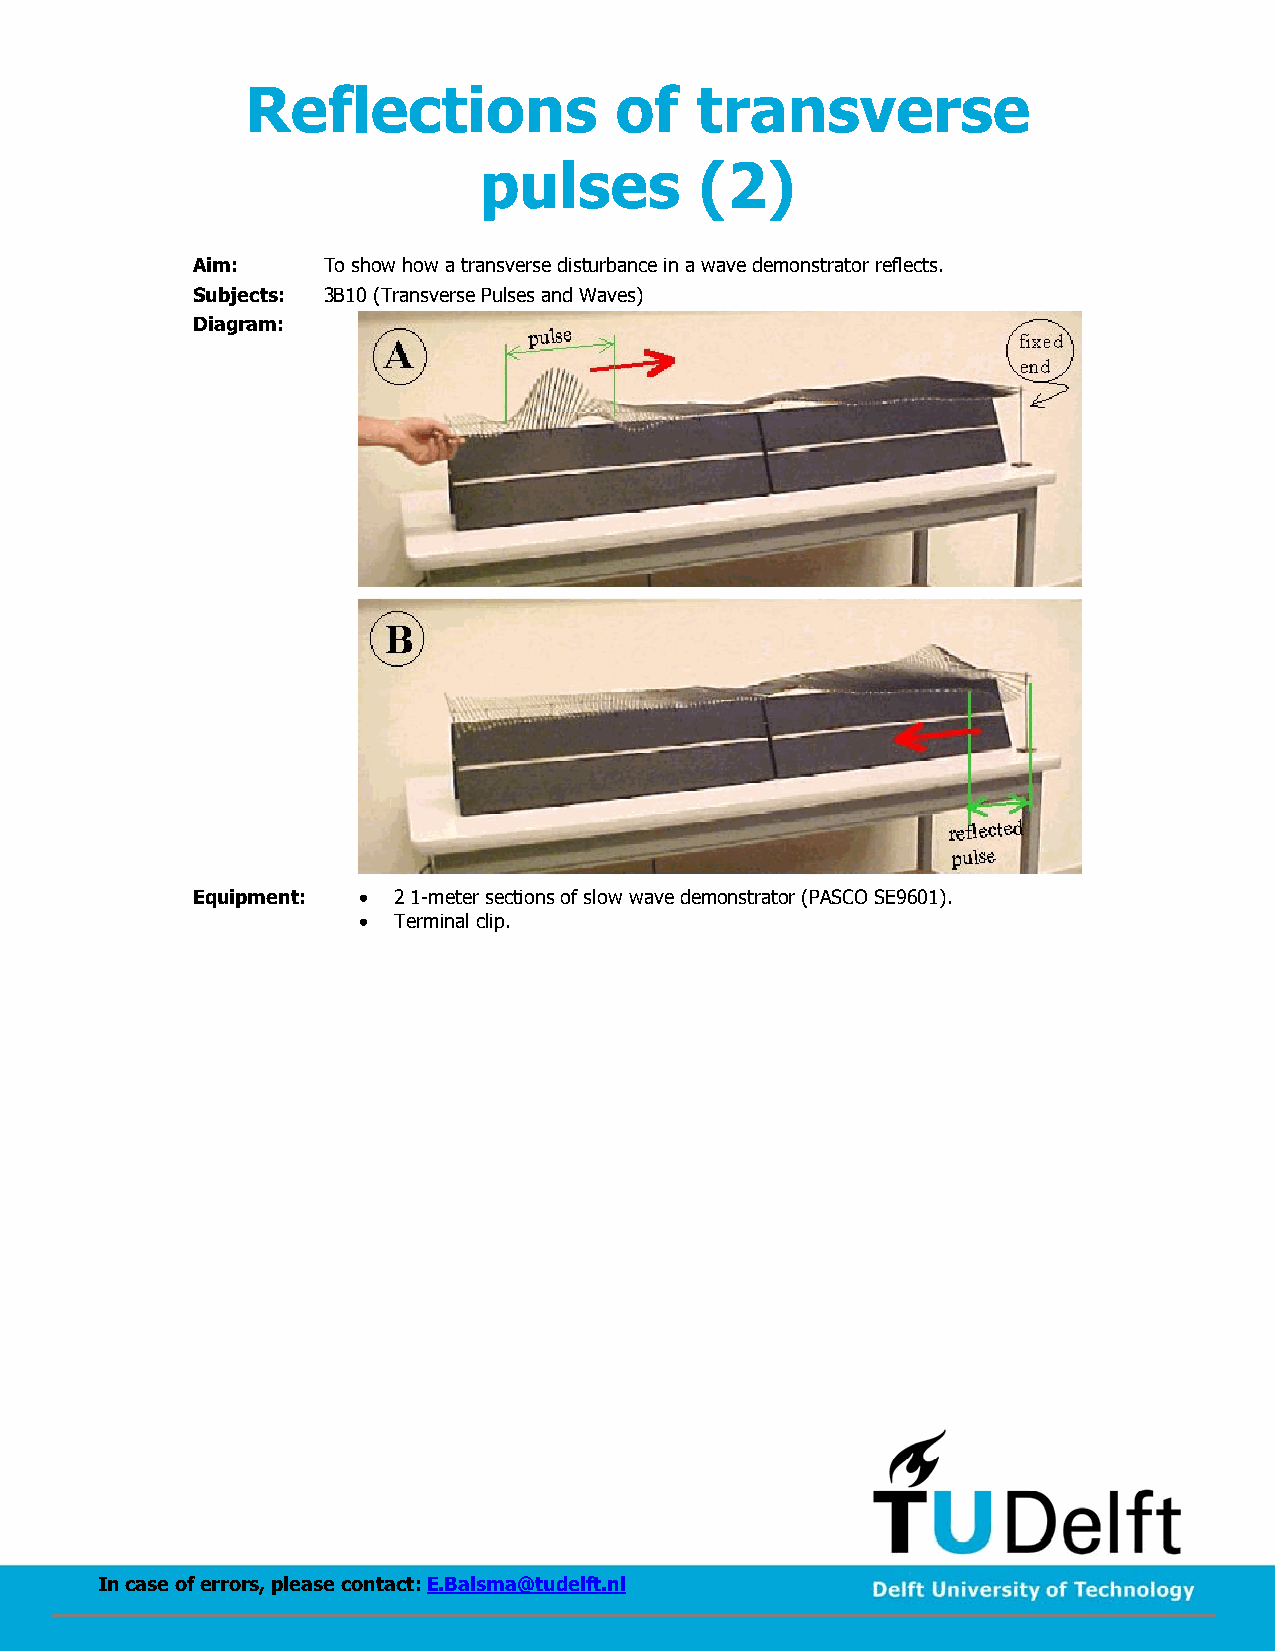 Reflections of transverse
pulses (2)
Aim: To show how a transverse disturbance in a wave demonstrator reflects.
Subjects: 3B10 (Transverse Pulses and Waves)
Diagram:
A
pulse
fixed
end
B
reflected
pulse
Equipment: • 2 1-meter sections of slow wave demonstrator (PASCO SE9601).
• Terminal clip.
TUDelft
In case of errors, please contact: E.Balsma@tudelft.nl
Delft University of Technology